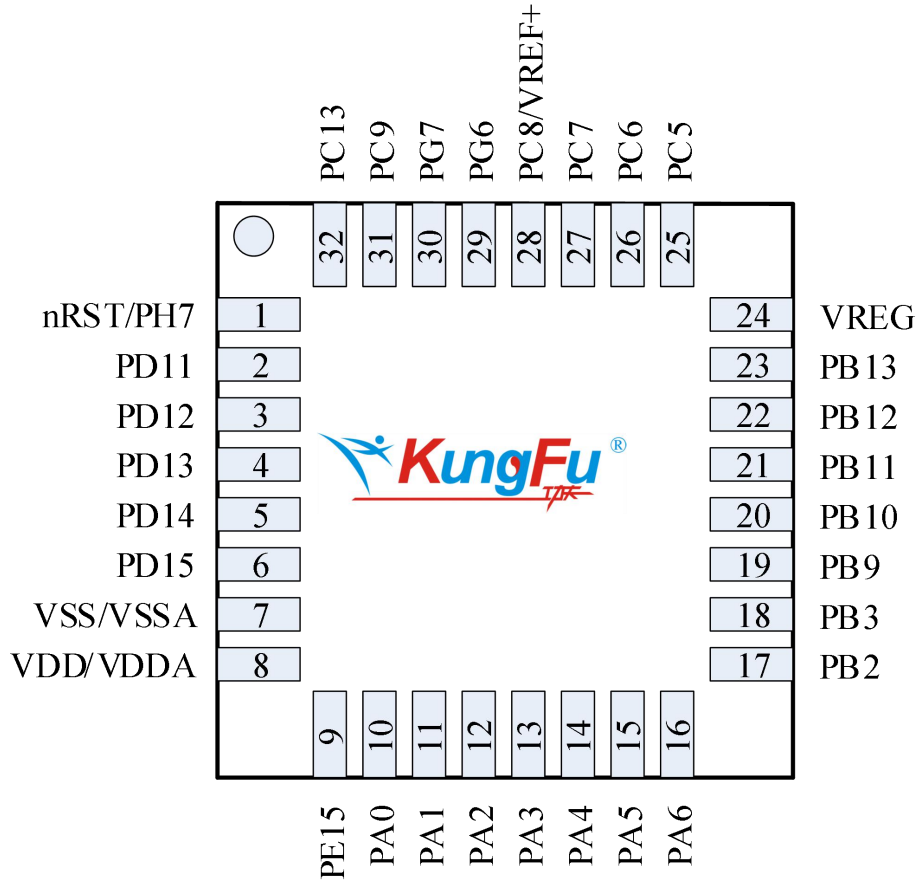 PC13 PC9 PG7 PG6 PC8/VREF+ PC7 PC6 PC5
32 31 30 29 28 27 26 25
nRST/PH7 1 24 VREG
PD11 2 23 PB13
PD12 3 22 PB12
PD13 4 21 PB11
PD14 5 20 PB10
PD15 6 19 PB9
VSS/VSSA 7 18 PB3
VDD/VDDA 8 17 PB2
KungFu®
9 10 11 12 13 14 15 16
PE15 PA0 PA1 PA2 PA3 PA4 PA5 PA6